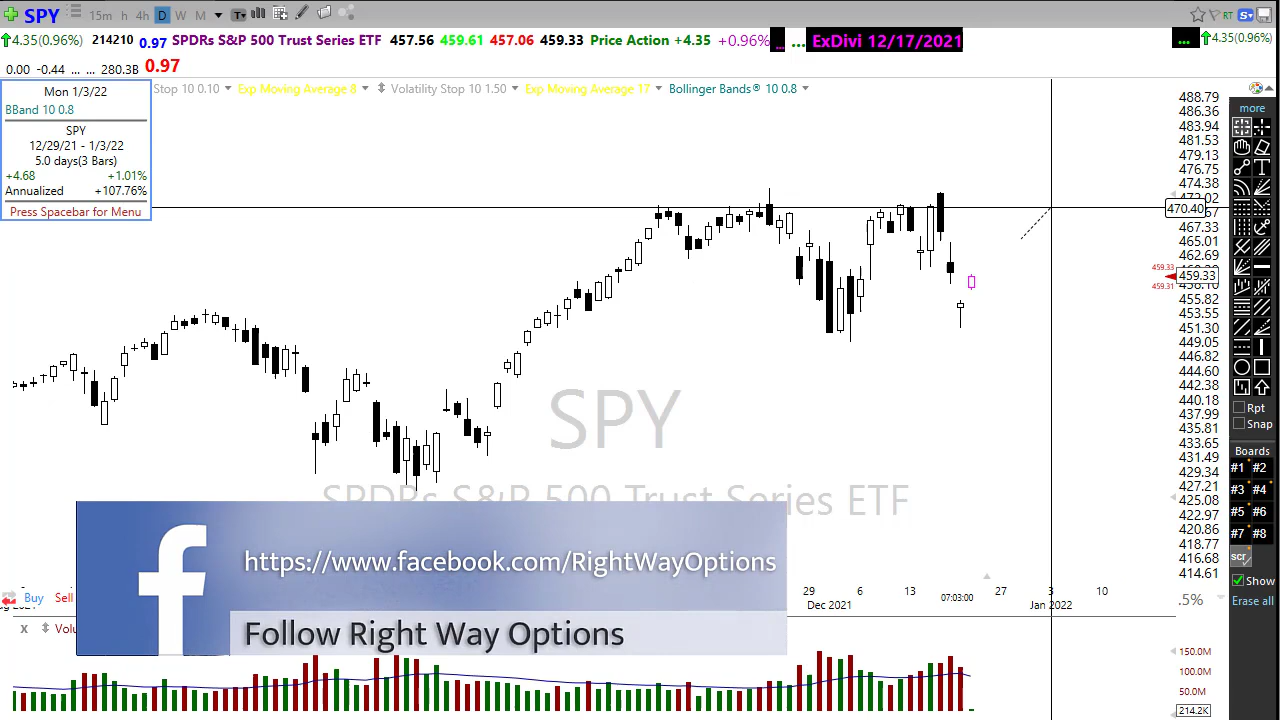 SPY 15m h 4h D W M T RT S
4.35(0.96%) 214210 0.97 SPDRs S&P 500 Trust Series ETF 457.56 459.61 457.06 459.33 Price Action +4.35 +0.96% ... ... ExDivi 12/17/2021 ... 4.35(0.96%)
0.00 -0.44 ... ... 280.3B 0.97
Mon 1/3/22
BBand 10 0.8
SPY
12/29/21 - 1/3/22
5.0 days(3 Bars)
+4.68 +1.01%
Annualized +107.76%
Press Spacebar for Menu
Stop 10 0.10 Exp Moving Average 8 Volatility Stop 10 1.50 Exp Moving Average 17 Bollinger Bands® 10 0.8
488.79
486.36
483.94
481.53
479.13
476.75
474.38
470.40
467.33
465.01
462.69
459.33
459.33
459.31
455.82
453.55
451.30
449.05
446.82
444.60
442.38
440.18
437.99
435.81
433.65
431.49
429.34
427.21
425.08
422.97
420.86
418.77
416.68
414.61
.5%
more
T
Rpt
Snap
Boards
#1 #2
#3 #4
#5 #6
#7 #8
scr
Show
Erase all
SPY
SPDRs S&P 500 Trust Series ETF
https://www.facebook.com/RightWayOptions
Follow Right Way Options
Buy Sell
29 6 13 07:03:00 27 3 10
Dec 2021 Jan 2022
X Volu
150.0M
100.0M
50.0M
214.2K